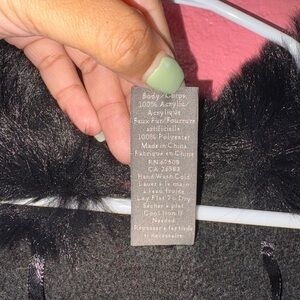 Body/Corps
100% Acrylic/
Acrylique
Faux Fur/Fourrure
artificielle
100% Polyester
Made in China
Fabrique en Chine
RN 60509
CA 26583
Hand Wash Cold
Laver à la main
à l'eau froide
Lay Flat To Dry
Sécher à plat
Cool Iron If
Needed
Repasser à fer tiède
si nécessaire